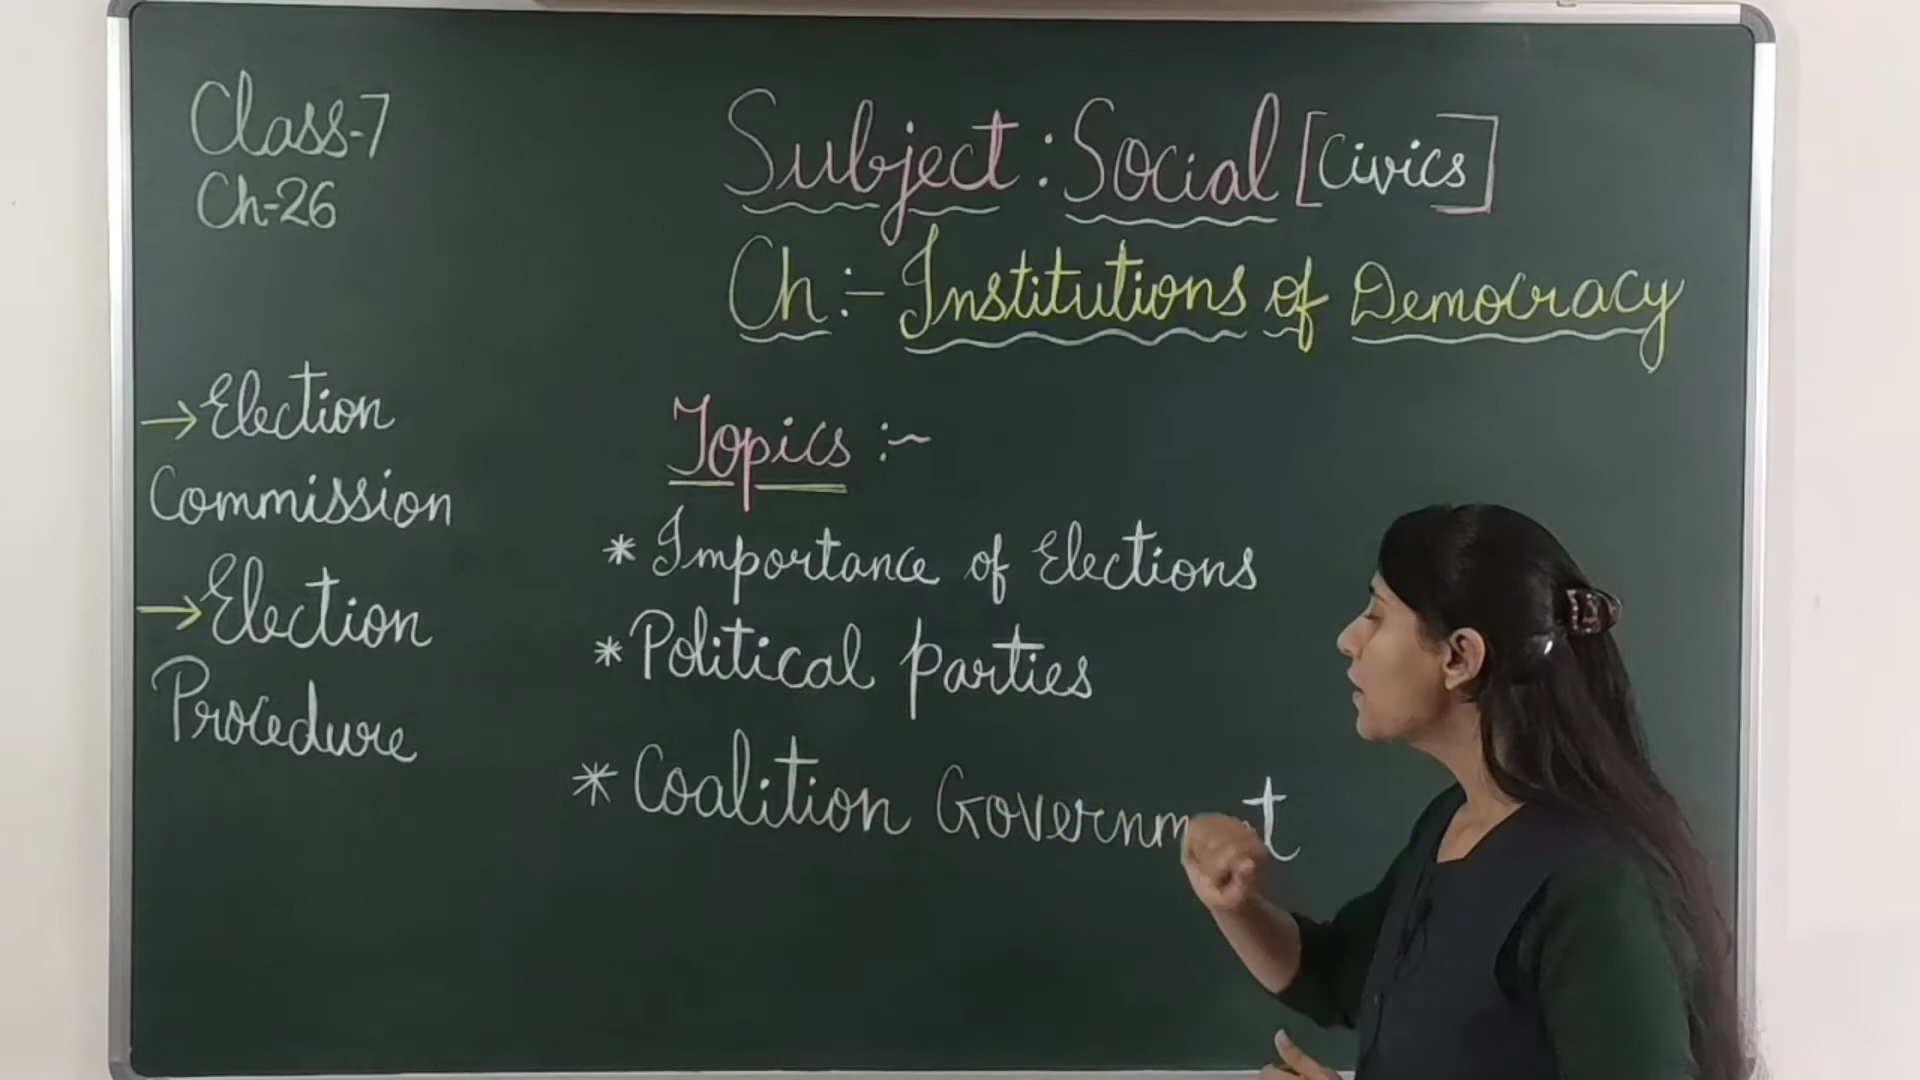 Class-7
Ch-26
Subject : Social [Civics]
Ch :- Institutions of Democracy
→ Election
Commission
→ Election
Procedure
Topics :-
* Importance of Elections
* Political parties
* Coalition Government